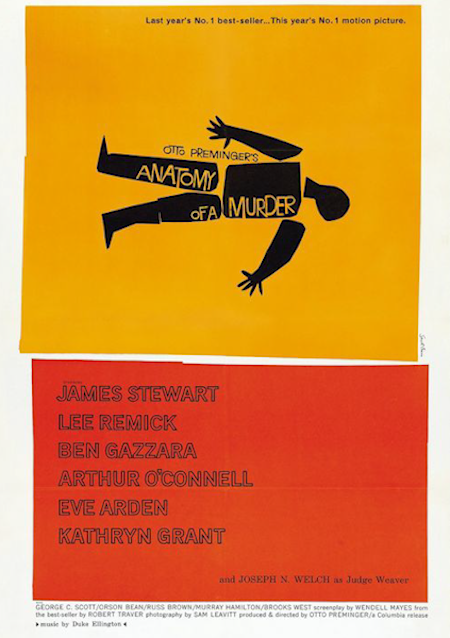 Last year's No. 1 best-seller...This year's No. 1 motion picture.
OTTO PREMINGER'S
ANATOMY
OF A MURDER
JAMES STEWART
LEE REMICK
BEN GAZZARA
ARTHUR O'CONNELL
EVE ARDEN
KATHRYN GRANT
and JOSEPH N. WELCH as Judge Weaver
GEORGE C. SCOTT/ORSON BEAN/RUSS BROWN/MURRAY HAMILTON/BROOKS WEST screenplay by WENDELL MAYES from
the best-seller by ROBERT TRAVER photography by SAM LEAVITT produced & directed by OTTO PREMINGER/a Columbia release
music by Duke Ellington